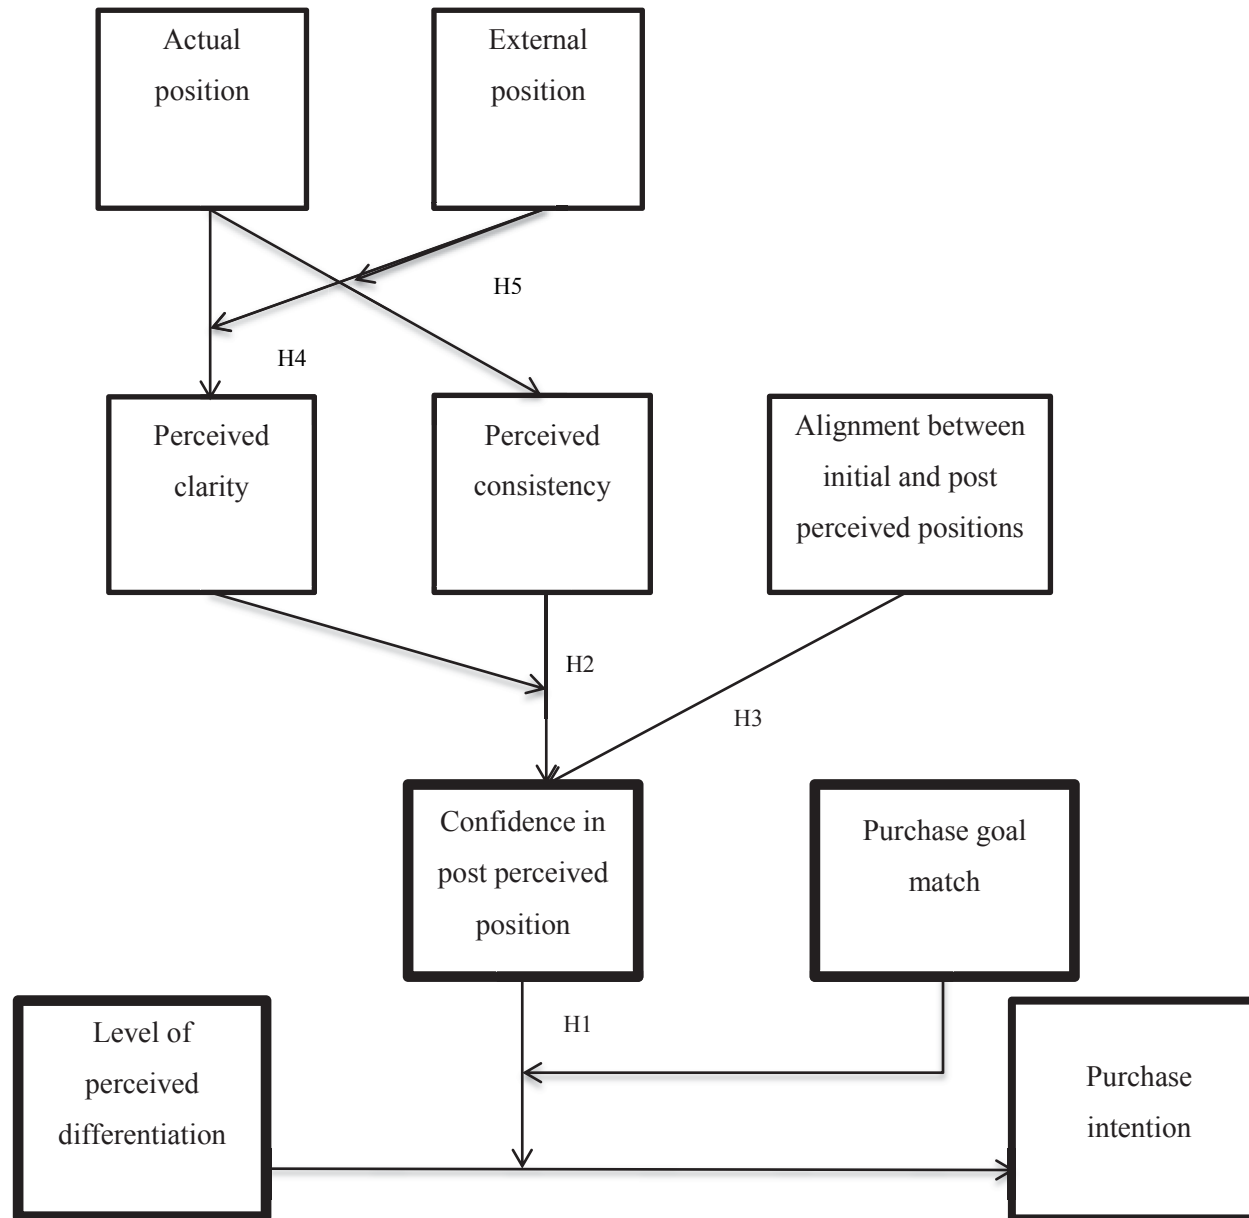 Actual
position
External
position
H5
H4
Perceived
clarity
Perceived
consistency
Alignment between
initial and post
perceived positions
H2
H3
Confidence in
post perceived
position
Purchase goal
match
H1
Level of
perceived
differentiation
Purchase
intention